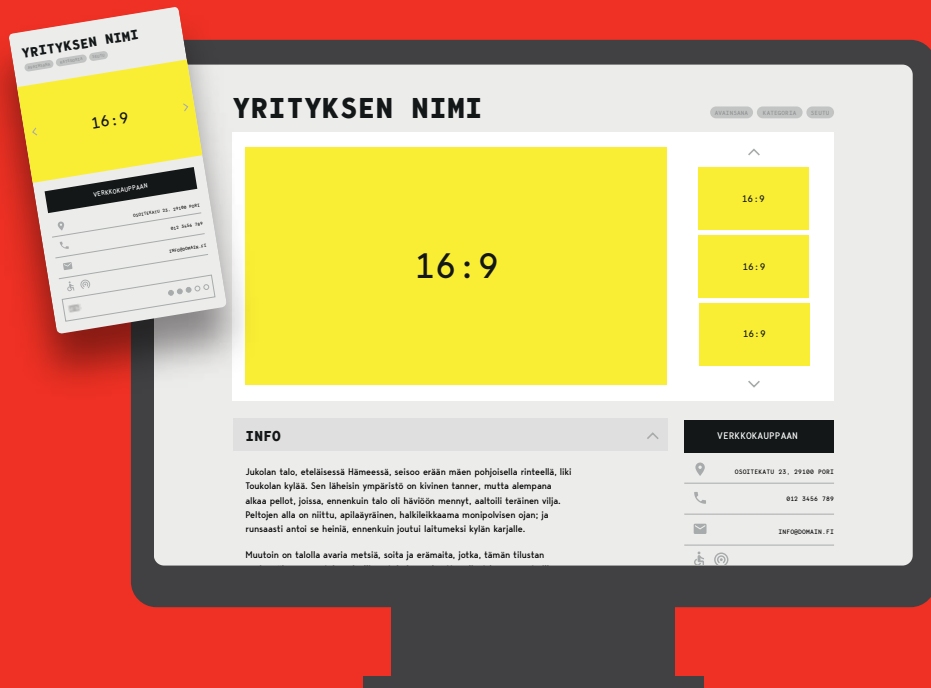 YRITYKSEN NIMI
AVAINSANA KATEGORIA SEUTU
16:9
VERKKOKAUPPAAN
OSOITEKATU 23, 29100 PORI
012 3456 789
INFO@DOMAIN.FI
YRITYKSEN NIMI
AVAINSANA KATEGORIA SEUTU
16:9
16:9
16:9
16:9
INFO
Jukolan talo, eteläisessä Hämeessä, seisoo erään mäen pohjoisella rinteellä, liki
Toukolan kylää. Sen läheisin ympäristö on kivinen tanner, mutta alempana
alkaa pellot, joissa, ennenkuin talo oli häviöön mennyt, aaltoili teräinen vilja.
Peltojen alla on niittu, apilaäyräinen, halkileikkaama monipolvisen ojan; ja
runsaasti antoi se heiniä, ennenkuin joutui laitumeksi kylän karjalle.
Muutoin on talolla avaria metsiä, soita ja erämaita, jotka, tämän tilustan
VERKKOKAUPPAAN
OSOITEKATU 23, 29100 PORI
012 3456 789
INFO@DOMAIN.FI